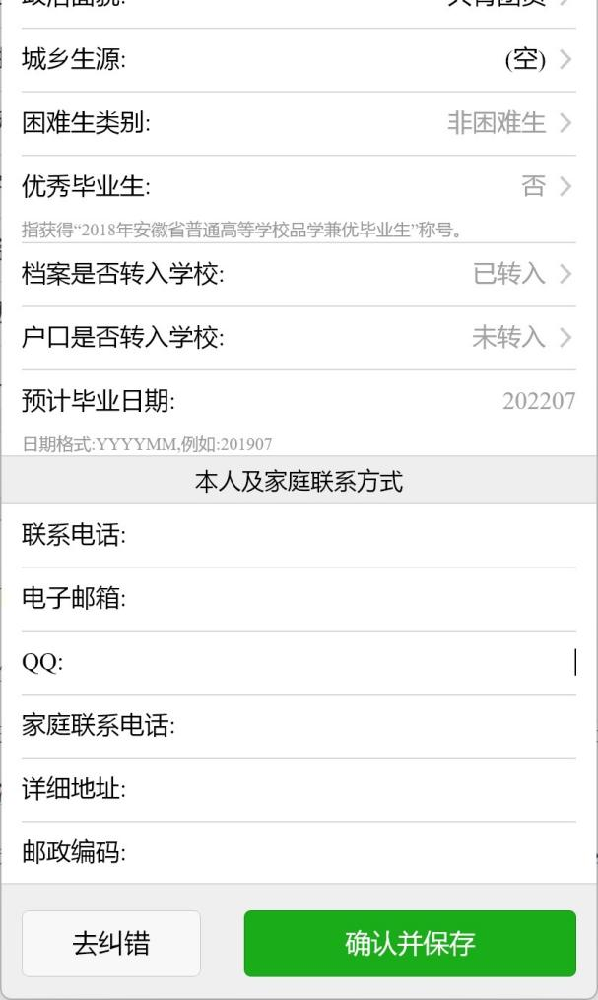 城乡生源: (空)
困难生类别: 非困难生
优秀毕业生: 否
指获得“2018年安徽省普通高等学校品学兼优毕业生”称号。
档案是否转入学校: 已转入
户口是否转入学校: 未转入
预计毕业日期: 202207
日期格式:YYYYMM,例如:201907
本人及家庭联系方式
联系电话:
电子邮箱:
QQ:
家庭联系电话:
详细地址:
邮政编码:
去纠错 确认并保存